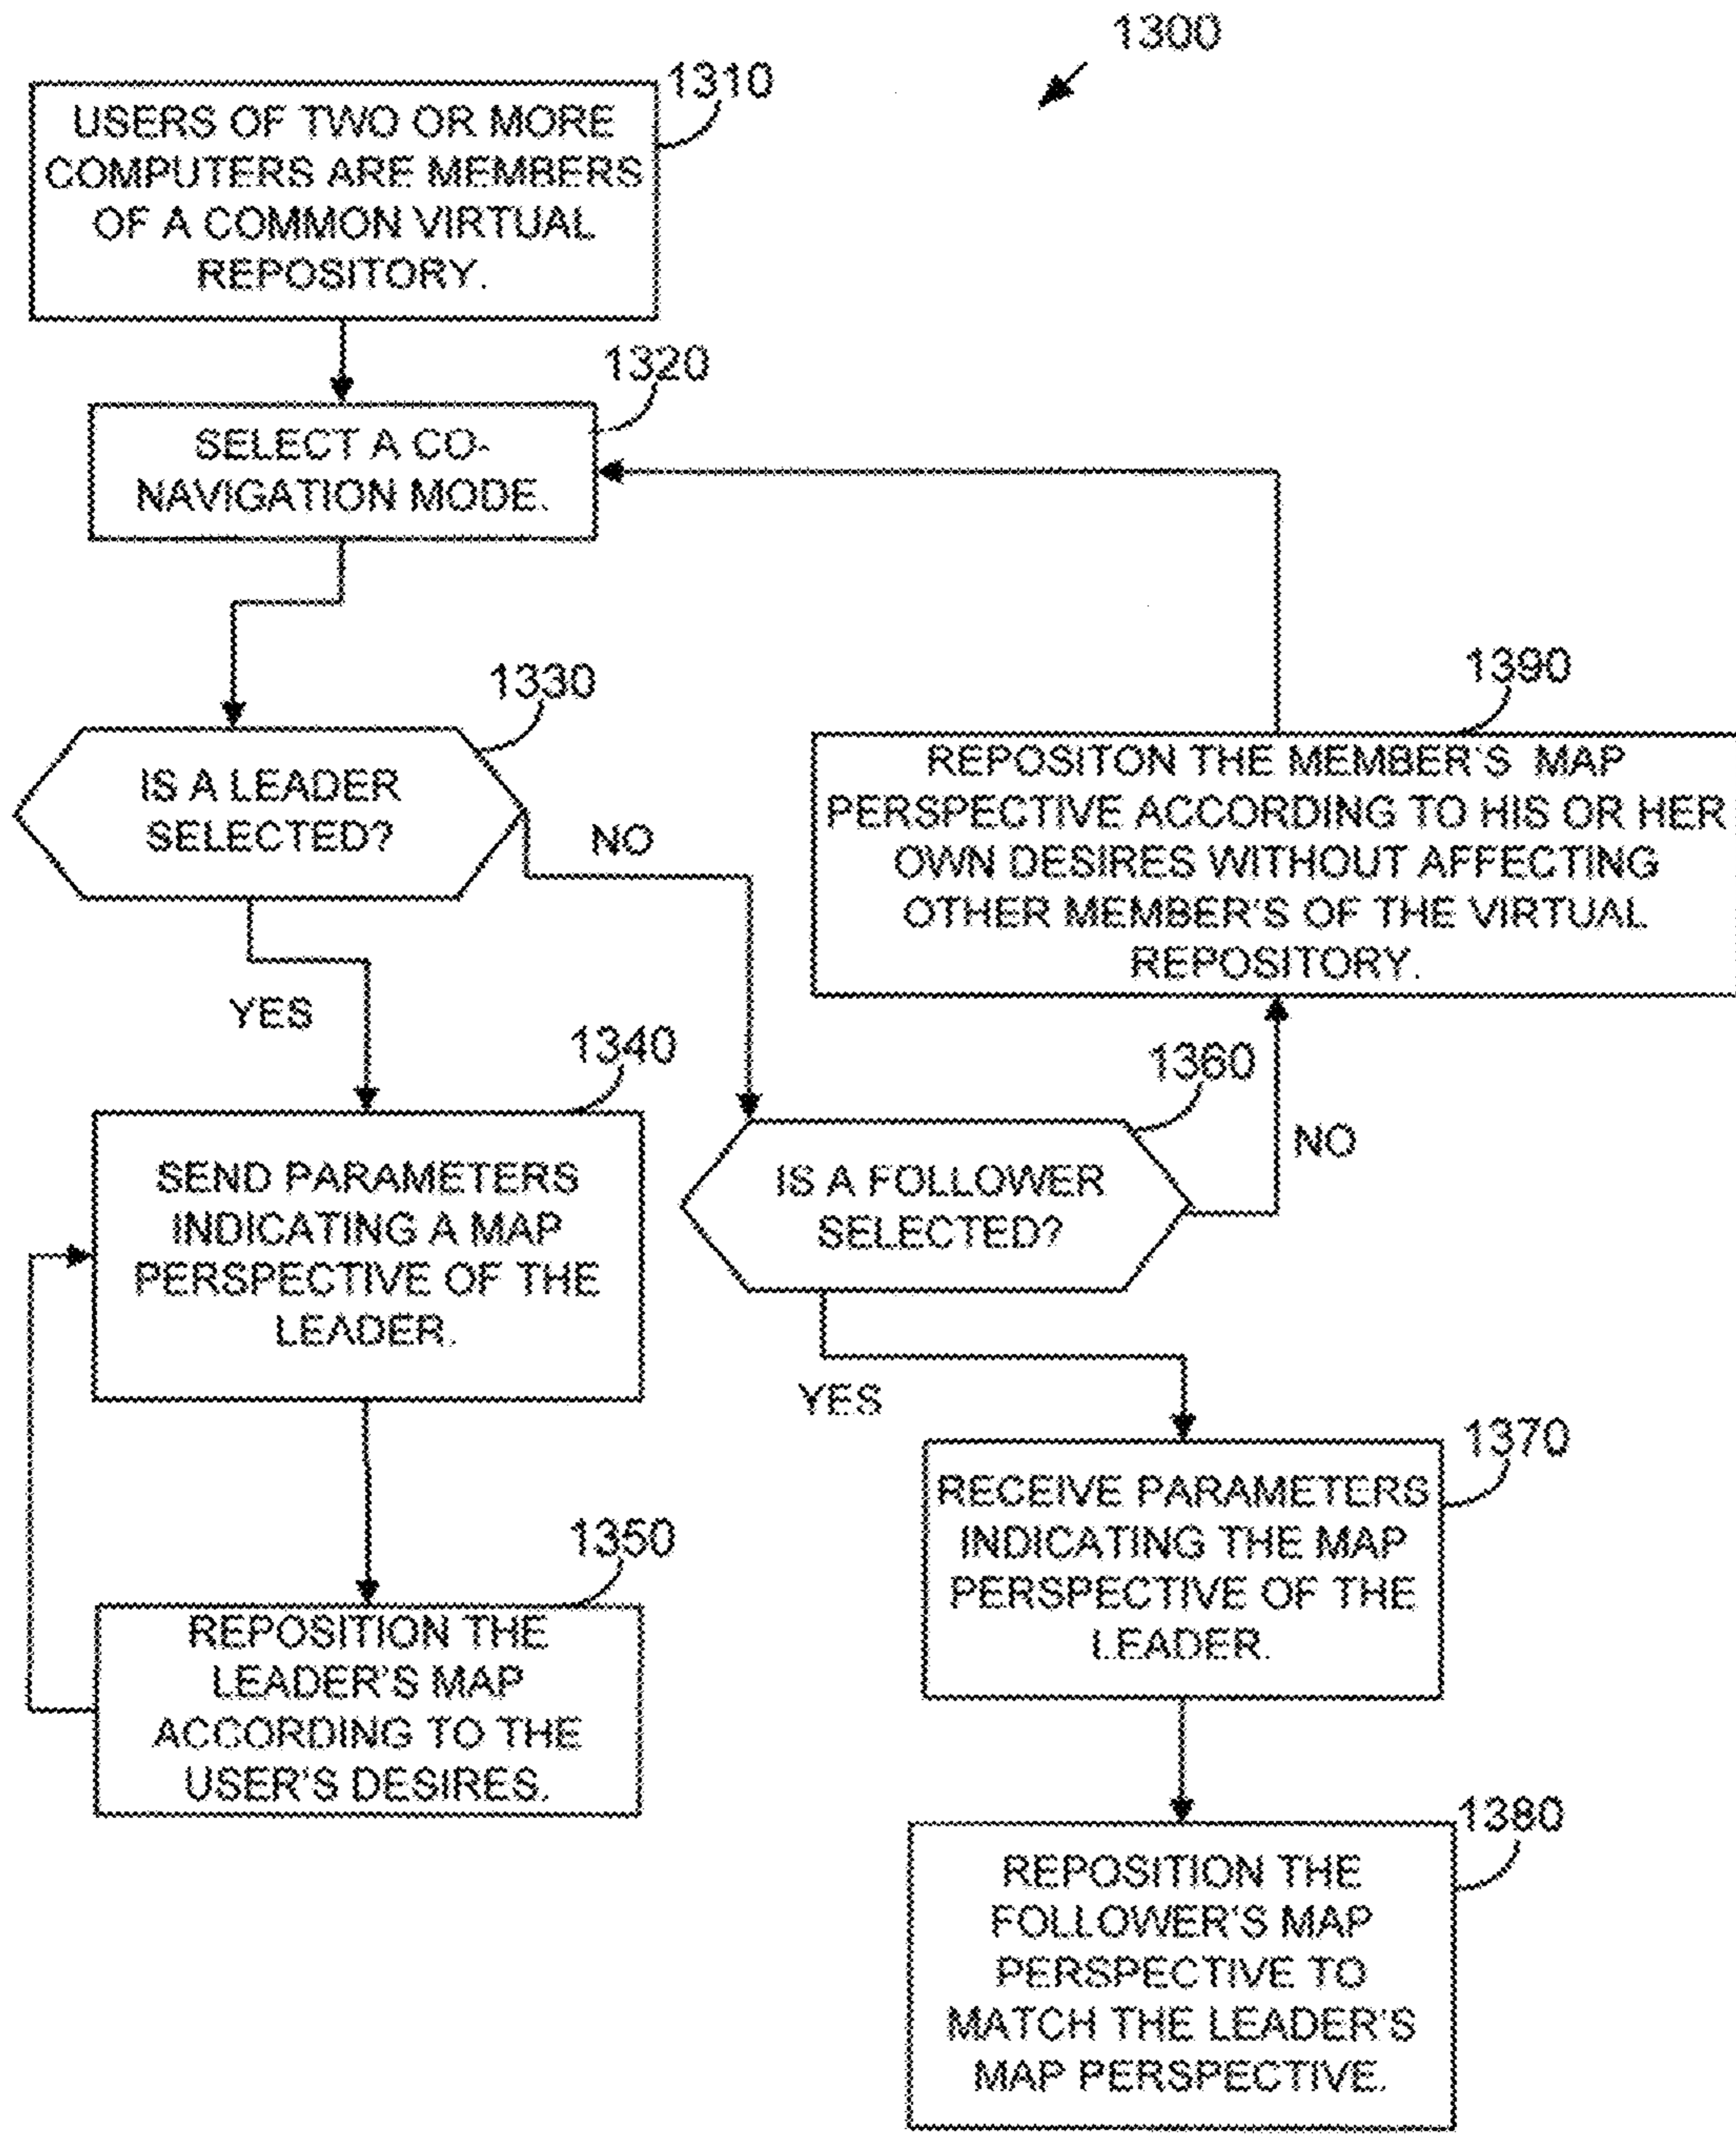 1300
1310
USERS OF TWO OR MORE
COMPUTERS ARE MEMBERS
OF A COMMON VIRTUAL
REPOSITORY.
1320
SELECT A CO-
NAVIGATION MODE.
1330
IS A LEADER
SELECTED?
NO
YES
1390
REPOSITON THE MEMBER'S MAP
PERSPECTIVE ACCORDING TO HIS OR HER
OWN DESIRES WITHOUT AFFECTING
OTHER MEMBER'S OF THE VIRTUAL
REPOSITORY.
1340
SEND PARAMETERS
INDICATING A MAP
PERSPECTIVE OF THE
LEADER.
1360
IS A FOLLOWER
SELECTED?
NO
YES
1350
REPOSITION THE
LEADER'S MAP
ACCORDING TO THE
USER'S DESIRES.
1370
RECEIVE PARAMETERS
INDICATING THE MAP
PERSPECTIVE OF THE
LEADER.
1380
REPOSITION THE
FOLLOWER'S MAP
PERSPECTIVE TO
MATCH THE LEADER'S
MAP PERSPECTIVE.